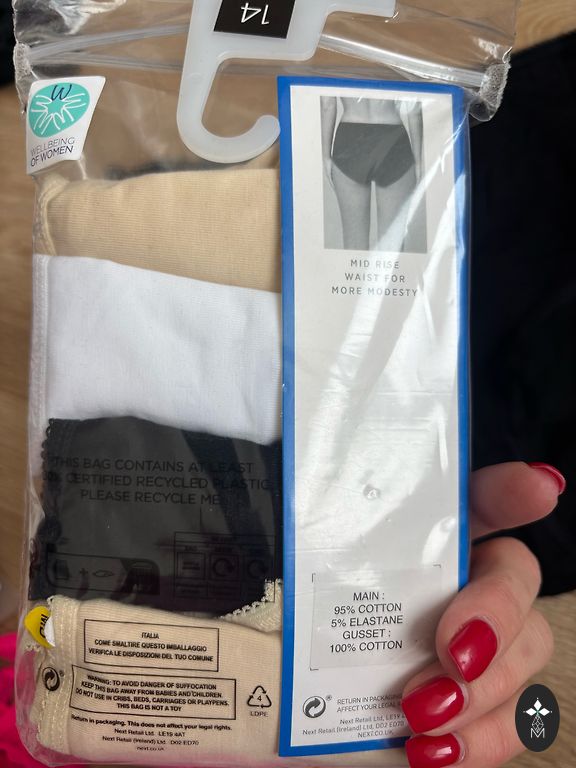 14
W
WELLBEING
OF WOMEN
MID RISE
WAIST FOR
MORE MODESTY
THIS BAG CONTAINS AT LEAST
30% CERTIFIED RECYCLED PLASTIC
PLEASE RECYCLE ME
MAIN :
95% COTTON
5% ELASTANE
GUSSET :
100% COTTON
ITALIA
COME SMALTIRE QUESTO IMBALLAGGIO
VERIFICA LE DISPOSIZIONI DEL TUO COMUNE
WARNING: TO AVOID DANGER OF SUFFOCATION
KEEP THIS BAG AWAY FROM BABIES AND CHILDREN.
DO NOT USE IN CRIBS, BEDS, CARRIAGES OR PLAYPENS.
THIS BAG IS NOT A TOY
4
LDPE
Return in packaging. This does not affect your legal rights.
Next Retail Ltd, LE19 4AT
Next Retail (Ireland) Ltd. D02 ED70
next.co.uk
RETURN IN PACKAGING
AFFECT YOUR LEGAL
Next Retail Ltd, LE19 4
Next Retail (Ireland) Ltd, D02 ED70
NEXT.CO.UK
M